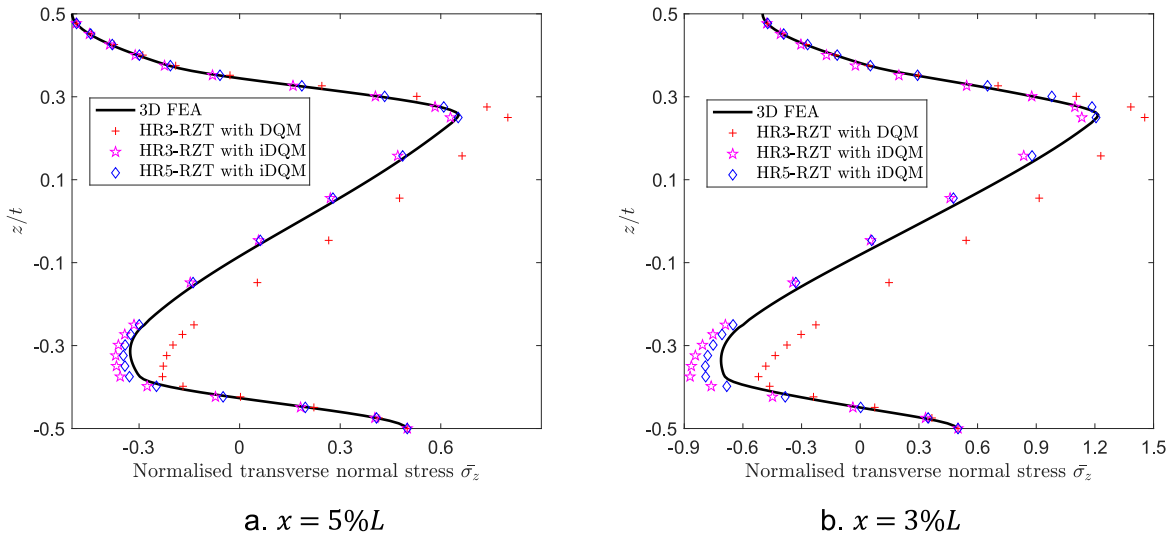 0.5
0.3
0.1
-0.1
-0.3
-0.5
z/t
3D FEA
HR3-RZT with DQM
HR3-RZT with iDQM
HR5-RZT with iDQM
-0.3
0
0.3
0.6
Normalised transverse normal stress σ̄_z
a. x = 5%L
0.5
0.3
0.1
-0.1
-0.3
-0.5
z/t
3D FEA
HR3-RZT with DQM
HR3-RZT with iDQM
HR5-RZT with iDQM
-0.9
-0.6
-0.3
0
0.3
0.6
0.9
1.2
1.5
Normalised transverse normal stress σ̄_z
b. x = 3%L